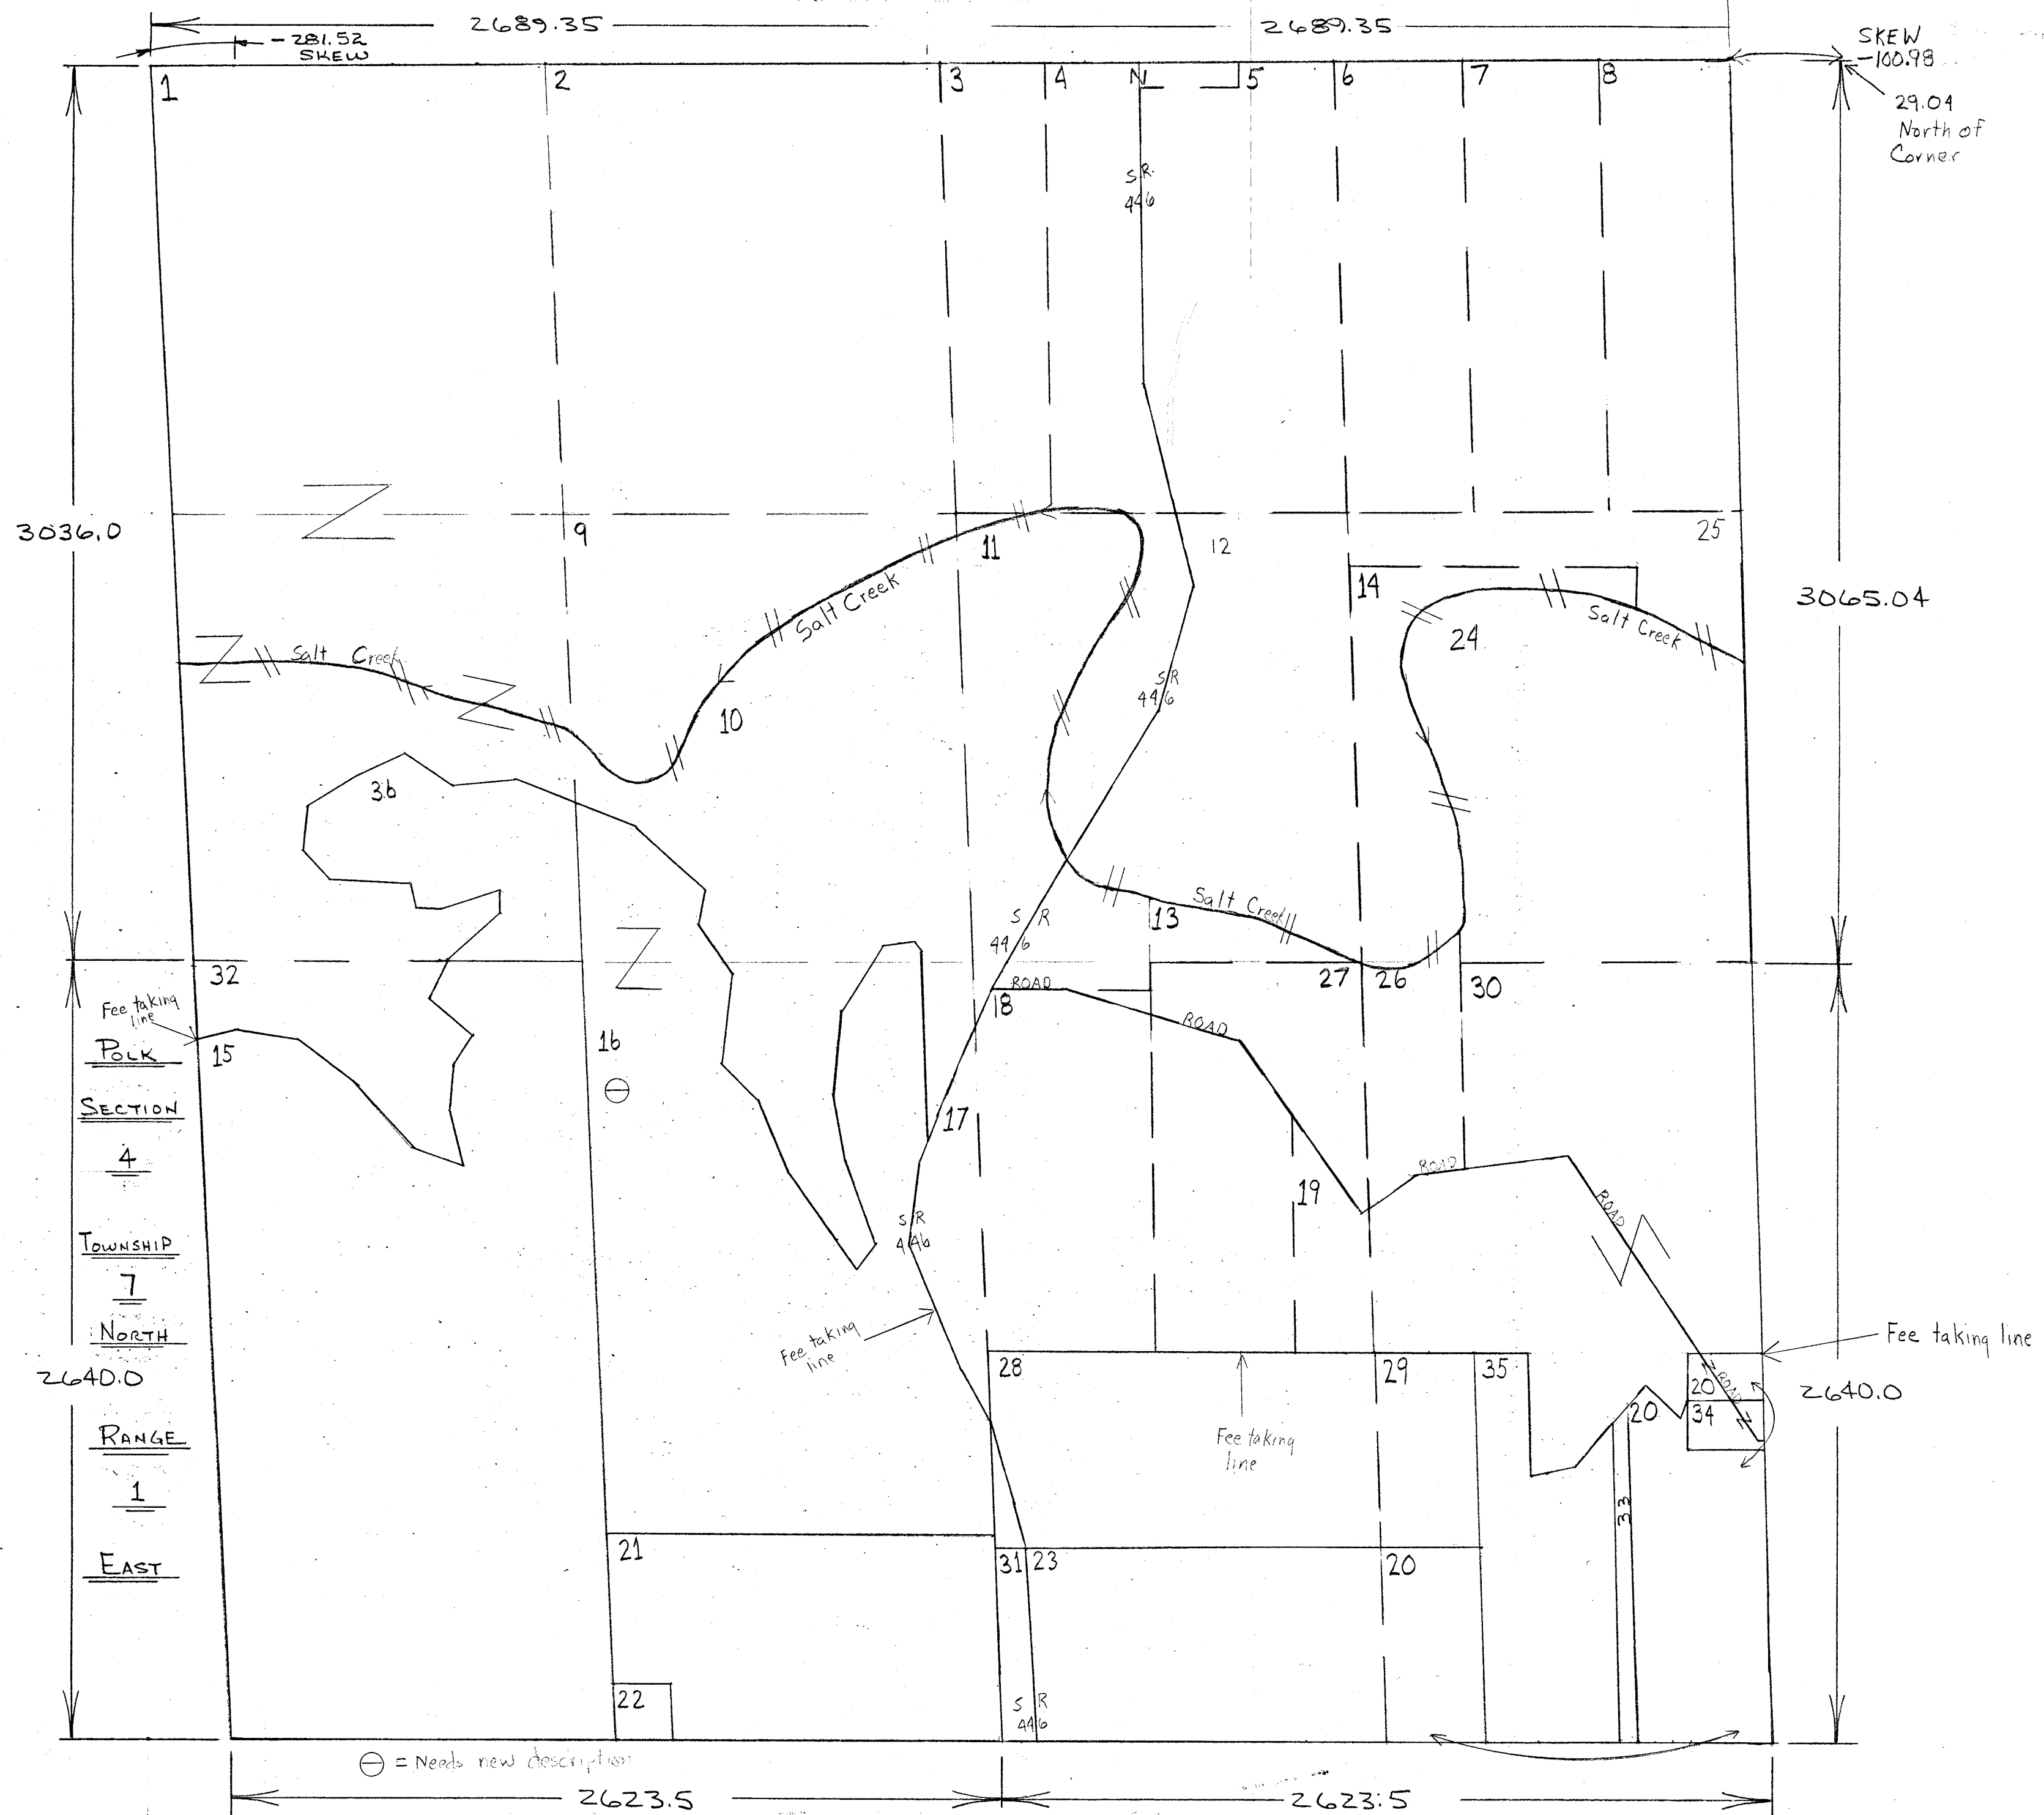 2689.35
2689.35
-281.52
SKEW
SKEW
-100.98
29.04
North of
Corner
1
2
3
4
N
5
6
7
8
S R
446
3036.0
9
11
12
25
14
3065.04
Salt Creek
Salt Creek
Salt Creek
24
10
S R
446
36
Salt Creek
13
S R
446
32
27
26
30
Fee taking
line
ROAD
18
ROAD
15
16
⊖
17
POLK
SECTION
4
TOWNSHIP
7
NORTH
2640.0
RANGE
1
EAST
ROAD
19
ROAD
S R
446
Fee taking
line
Fee taking line
28
29
35
20
ROAD
2640.0
34
20
Fee taking
line
33
21
31
23
20
22
S R
446
⊖ = Needs new description
2623.5
2623.5